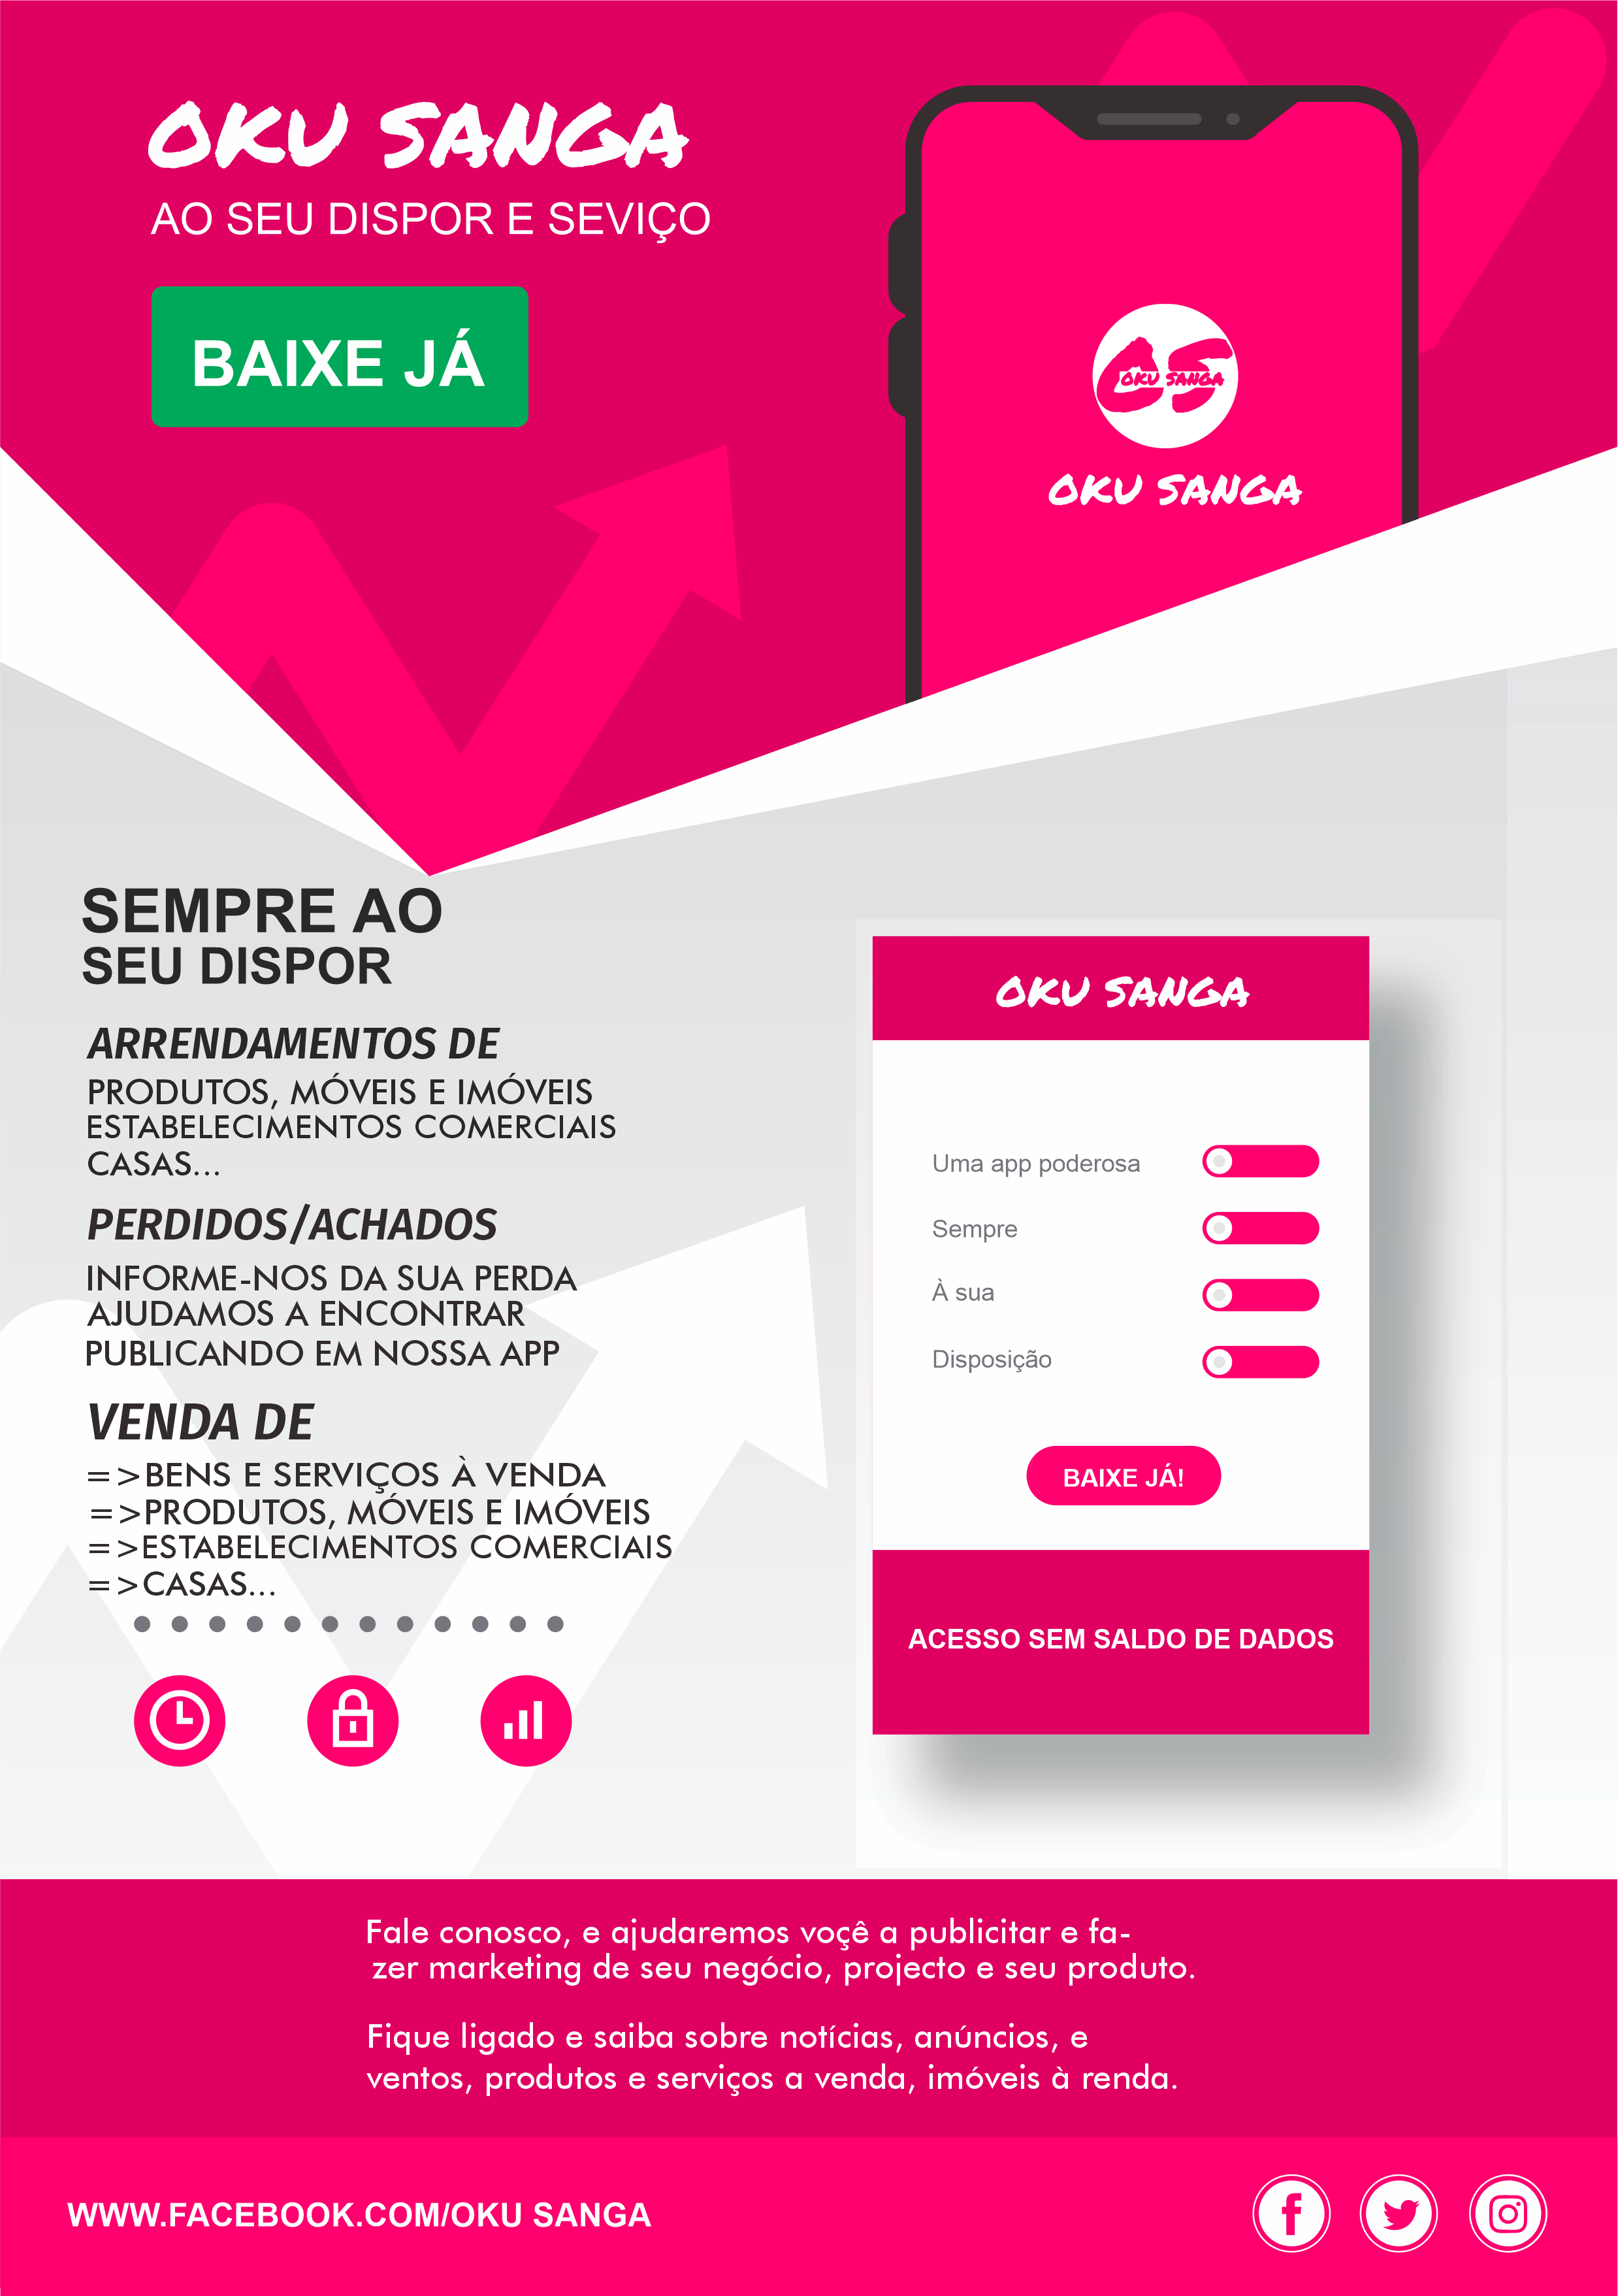 OKU SANGA
AO SEU DISPOR E SEVIÇO
BAIXE JÁ
OS
OKU SANGA
OKU SANGA
SEMPRE AO
SEU DISPOR
ARRENDAMENTOS DE
PRODUTOS, MÓVEIS E IMÓVEIS
ESTABELECIMENTOS COMERCIAIS
CASAS...
PERDIDOS/ACHADOS
INFORME-NOS DA SUA PERDA
AJUDAMOS A ENCONTRAR
PUBLICANDO EM NOSSA APP
VENDA DE
=>BENS E SERVIÇOS À VENDA
=>PRODUTOS, MÓVEIS E IMÓVEIS
=>ESTABELECIMENTOS COMERCIAIS
=>CASAS...
OKU SANGA
Uma app poderosa
Sempre
À sua
Disposição
BAIXE JÁ!
ACESSO SEM SALDO DE DADOS
Fale conosco, e ajudaremos voçê a publicitar e fa-
zer marketing de seu negócio, projecto e seu produto.
Fique ligado e saiba sobre notícias, anúncios, e
ventos, produtos e serviços a venda, imóveis à renda.
WWW.FACEBOOK.COM/OKU SANGA